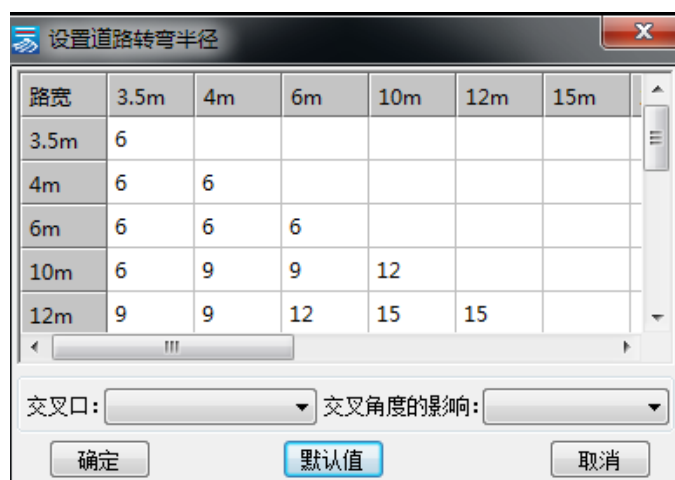 设置道路转弯半径
路宽 3.5m 4m 6m 10m 12m 15m
3.5m 6
4m 6 6
6m 6 6 6
10m 6 9 9 12
12m 9 9 12 15 15
交叉口: 交叉角度的影响:
确定 默认值 取消